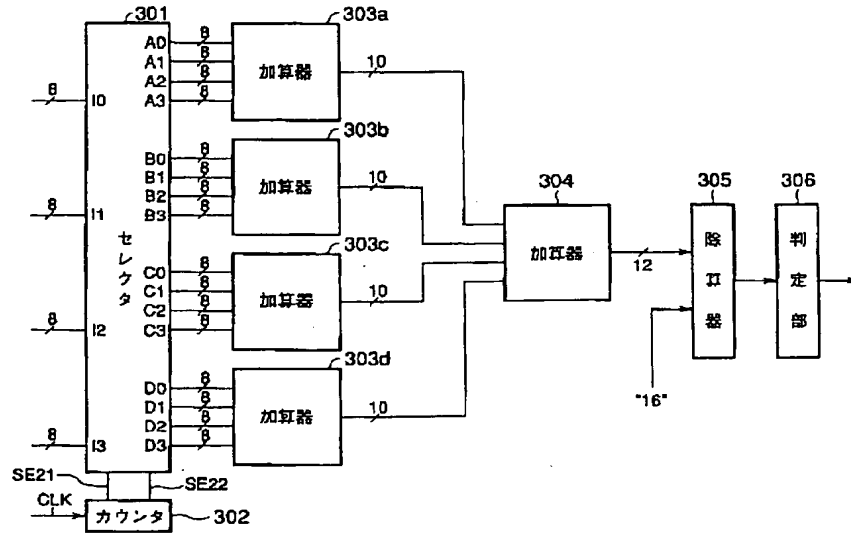 301
303a
A0 8
A1 8
A2 8
A3 8
加算器
10
8 I0
303b
B0 8
B1 8
B2 8
B3 8
加算器
10
8 I1
セレクタ
303c
C0 8
C1 8
C2 8
C3 8
加算器
10
8 I2
303d
D0 8
D1 8
D2 8
D3 8
加算器
10
8 I3
304
加算器
12
305
除算器
"16"
306
判定部
SE21
SE22
CLK
カウンタ
302